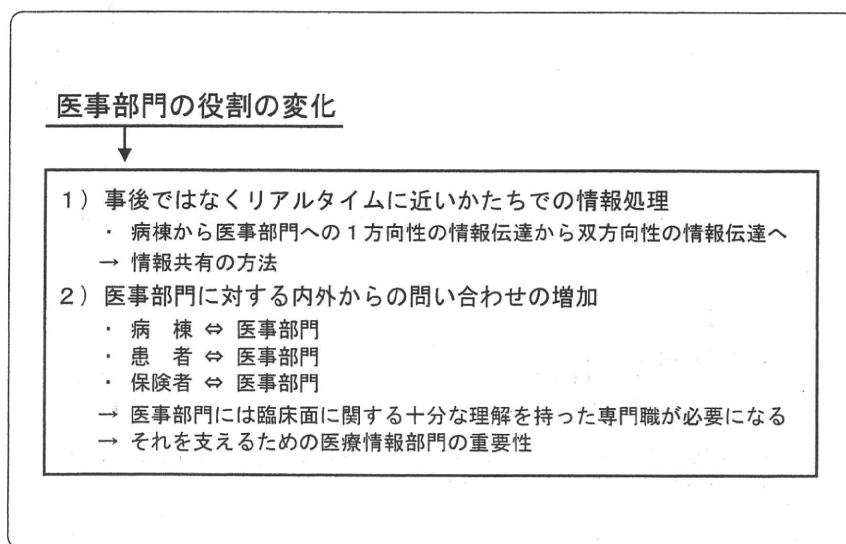 医事部門の役割の変化
1）事後ではなくリアルタイムに近いかたちでの情報処理
・ 病棟から医事部門への１方向性の情報伝達から双方向性の情報伝達へ
→ 情報共有の方法
2）医事部門に対する内外からの問い合わせの増加
・ 病　棟 ⇔ 医事部門
・ 患　者 ⇔ 医事部門
・ 保険者 ⇔ 医事部門
→ 医事部門には臨床面に関する十分な理解を持った専門職が必要になる
→ それを支えるための医療情報部門の重要性